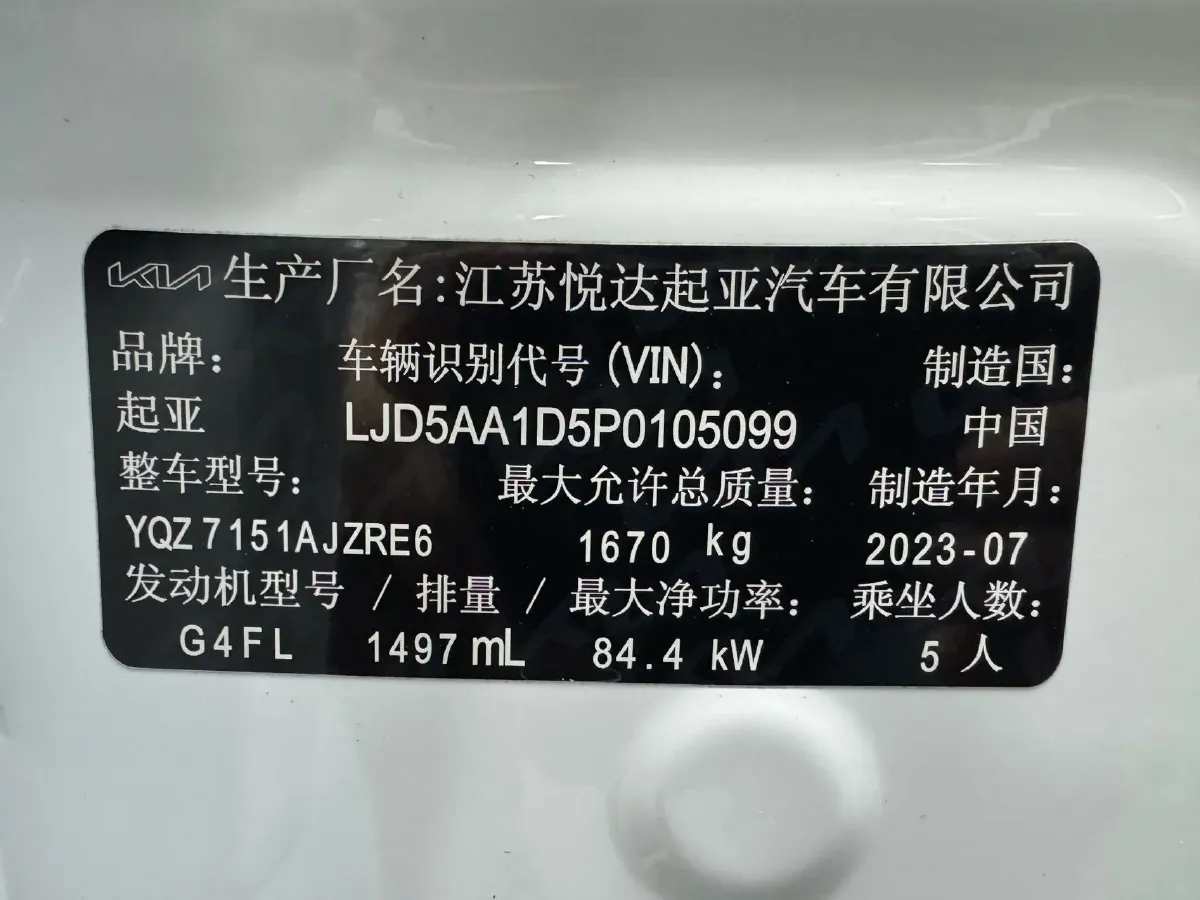 KIA 生产厂名:江苏悦达起亚汽车有限公司
品牌: 车辆识别代号(VIN): 制造国:
起亚 LJD5AA1D5P0105099 中国
整车型号: 最大允许总质量: 制造年月:
YQZ7151AJZRE6 1670 kg 2023-07
发动机型号 / 排量 / 最大净功率: 乘坐人数:
G4FL 1497 mL 84.4 kW 5 人